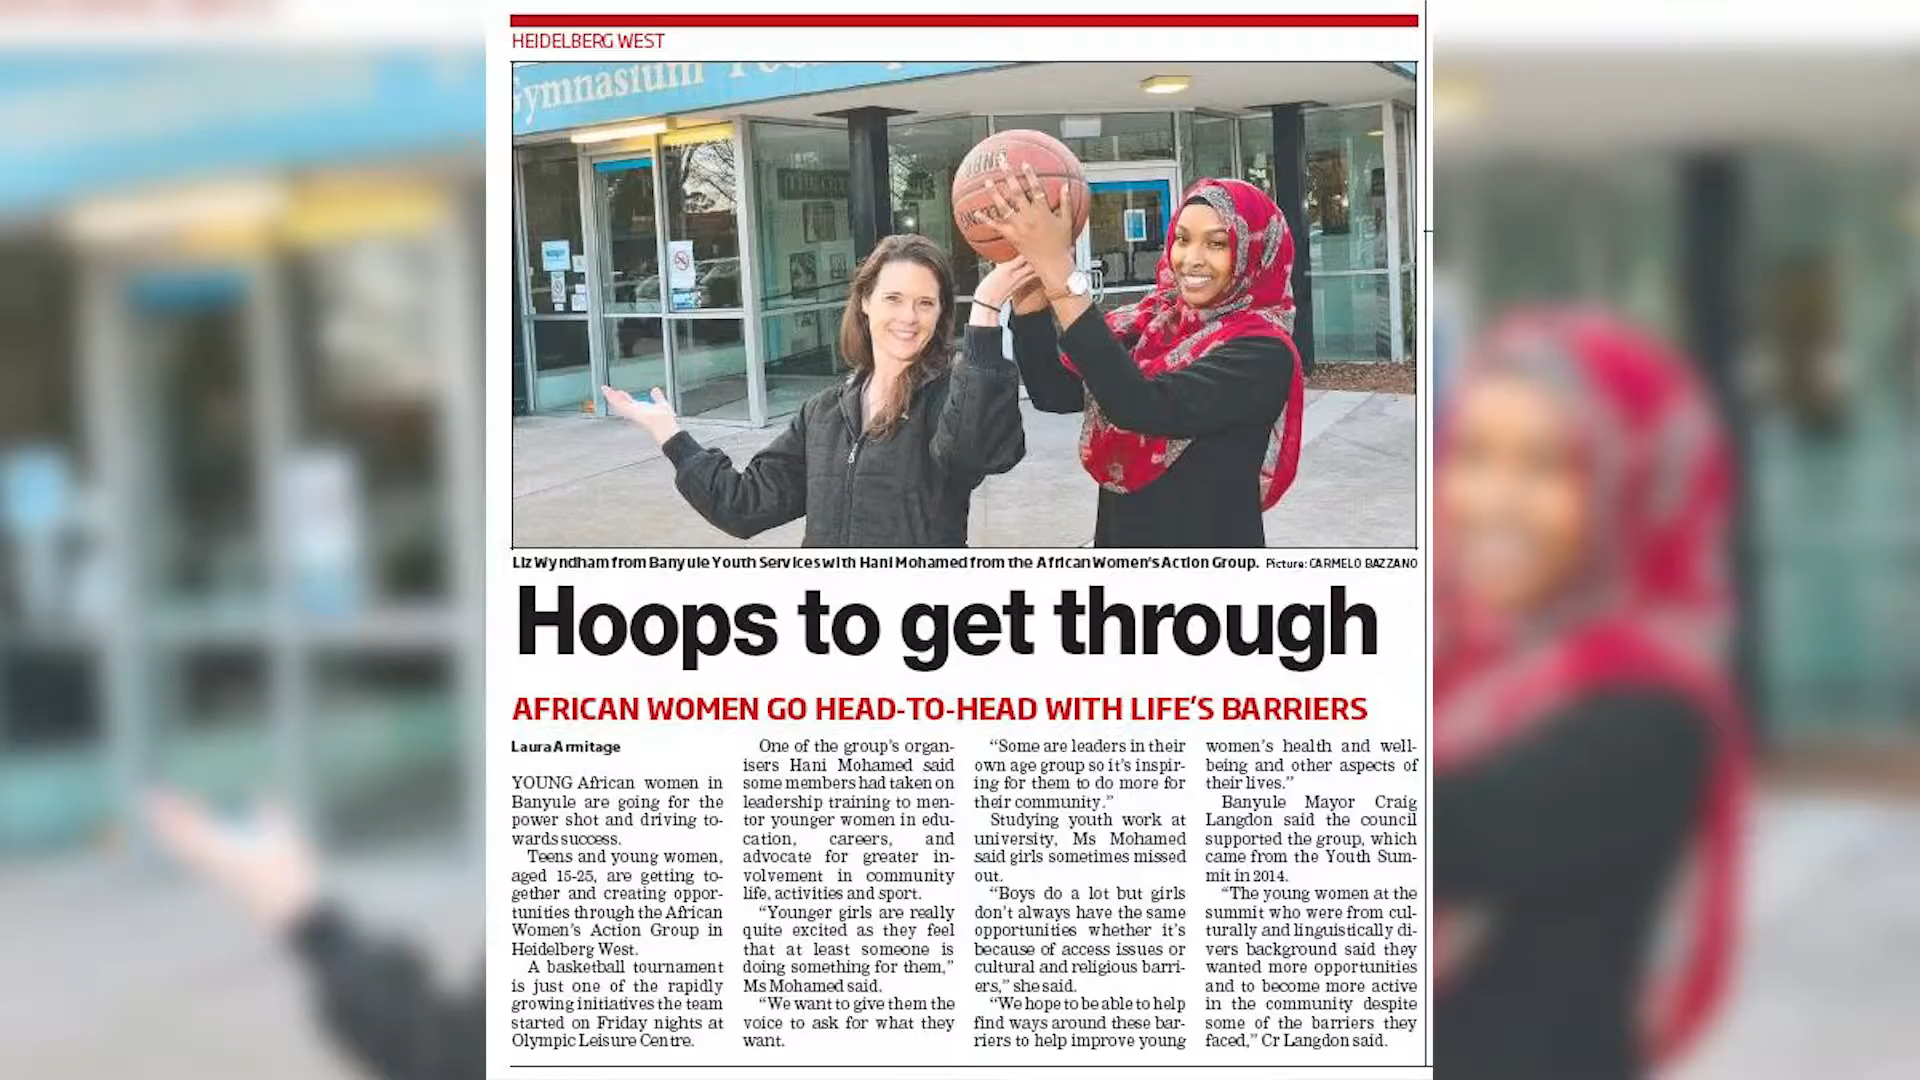 HEIDELBERG WEST
Gymnasium
Liz Wyndham from Banyule Youth Services with Hani Mohamed from the African Women's Action Group. Picture: CARMELO BAZZANO
Hoops to get through
AFRICAN WOMEN GO HEAD-TO-HEAD WITH LIFE'S BARRIERS
Laura Armitage
YOUNG African women in
Banyule are going for the
power shot and driving to-
wards success.
Teens and young women,
aged 15-25, are getting to-
gether and creating oppor-
tunities through the African
Women's Action Group in
Heidelberg West.
A basketball tournament
is just one of the rapidly
growing initiatives the team
started on Friday nights at
Olympic Leisure Centre.
One of the group's organ-
isers Hani Mohamed said
some members had taken on
leadership training to men-
tor younger women in edu-
cation, careers, and
advocate for greater in-
volvement in community
life, activities and sport.
"Younger girls are really
quite excited as they feel
that at least someone is
doing something for them,"
Ms Mohamed said.
"We want to give them the
voice to ask for what they
want.
"Some are leaders in their
own age group so it's inspir-
ing for them to do more for
their community."
Studying youth work at
university, Ms Mohamed
said girls sometimes missed
out.
"Boys do a lot but girls
don't always have the same
opportunities whether it's
because of access issues or
cultural and religious barri-
ers," she said.
"We hope to be able to help
find ways around these bar-
riers to help improve young
women's health and well-
being and other aspects of
their lives."
Banyule Mayor Craig
Langdon said the council
supported the group, which
came from the Youth Sum-
mit in 2014.
"The young women at the
summit who were from cul-
turally and linguistically di-
vers background said they
wanted more opportunities
and to become more active
in the community despite
some of the barriers they
faced," Cr Langdon said.